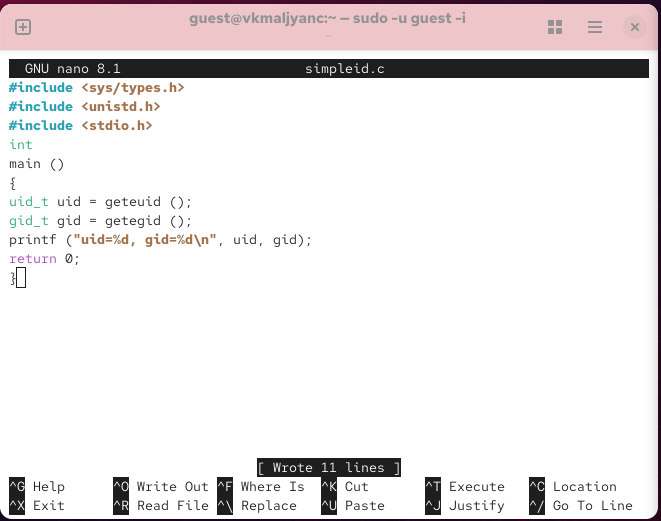 guest@vkmaljyanc:~ — sudo -u guest -i
~
GNU nano 8.1 simpleid.c
#include <sys/types.h>
#include <unistd.h>
#include <stdio.h>
int
main ()
{
uid_t uid = geteuid ();
gid_t gid = getegid ();
printf ("uid=%d, gid=%d\n", uid, gid);
return 0;
}
[ Wrote 11 lines ]
^G Help ^O Write Out ^F Where Is ^K Cut ^T Execute ^C Location
^X Exit ^R Read File ^\ Replace ^U Paste ^J Justify ^/ Go To Line